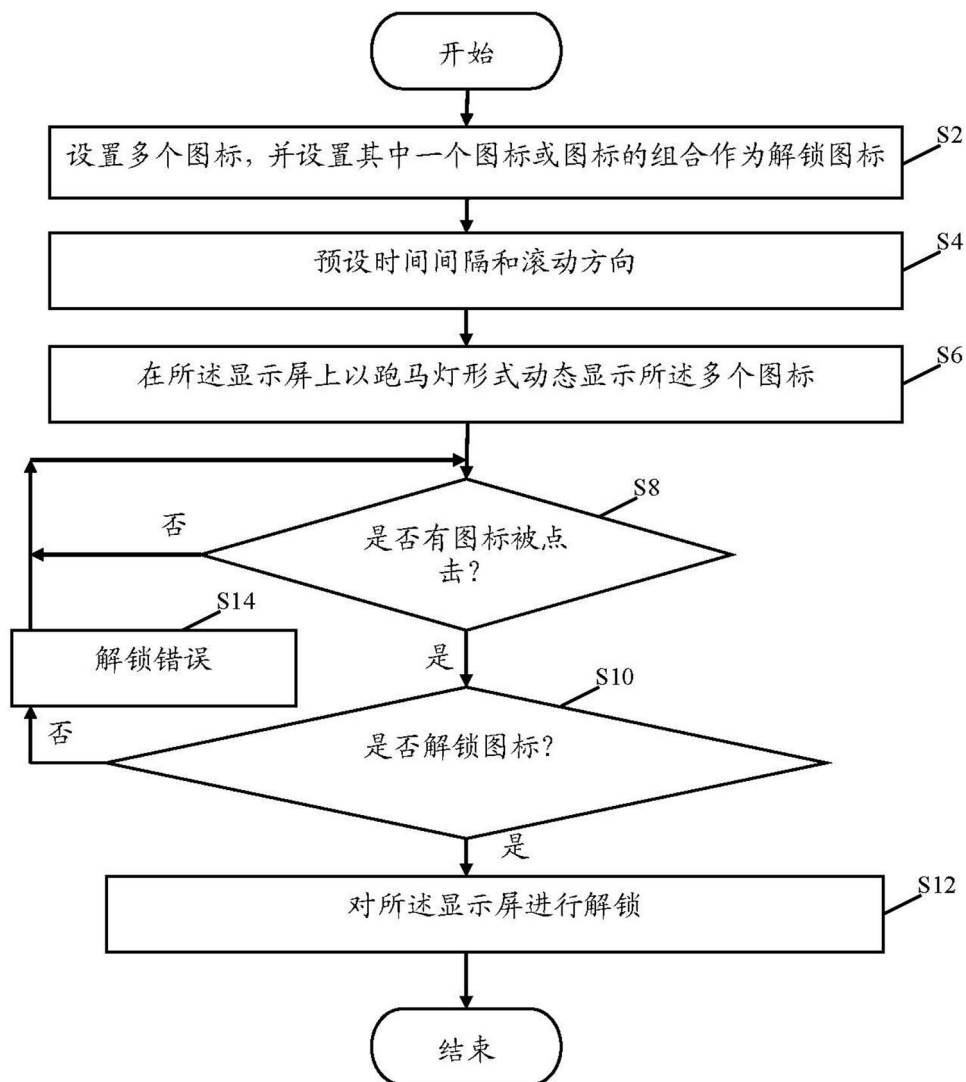 开始
设置多个图标，并设置其中一个图标或图标的组合作为解锁图标
S2
预设时间间隔和滚动方向
S4
在所述显示屏上以跑马灯形式动态显示所述多个图标
S6
S8
否
是否有图标被点
击？
S14
解锁错误
是
S10
否
是否解锁图标？
是
S12
对所述显示屏进行解锁
结束